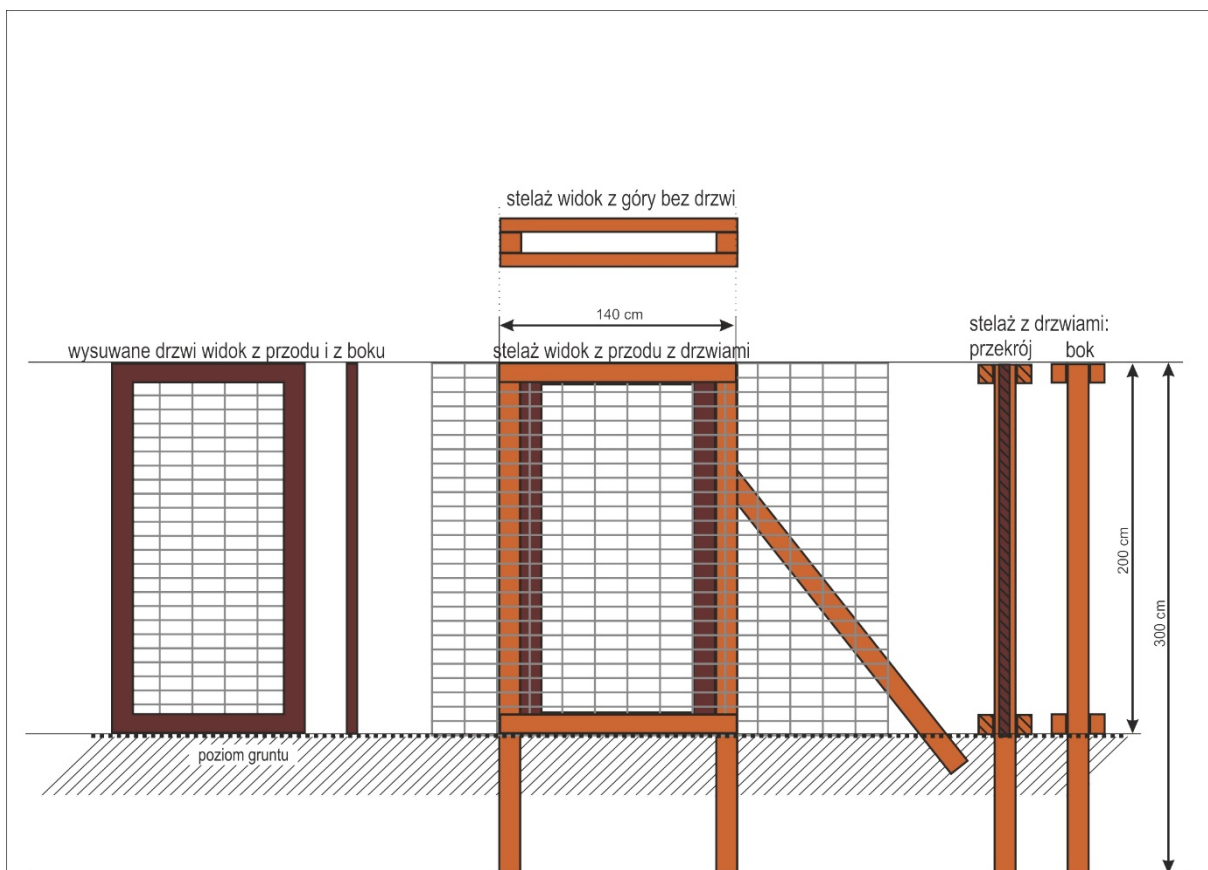 stelaż widok z góry bez drzwi
140 cm
stelaż z drzwiami:
wysuwane drzwi widok z przodu i z boku
stelaż widok z przodu z drzwiami
przekrój
bok
200 cm
300 cm
poziom gruntu